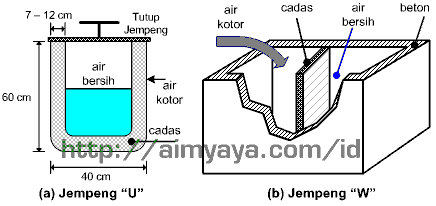 7 – 12 cm
Tutup
Jempeng
air
bersih
air
kotor
60 cm
cadas
40 cm
(a) Jempeng “U”
air
kotor
cadas
air
bersih
beton
(b) Jempeng “W”
http://aimyaya.com/id